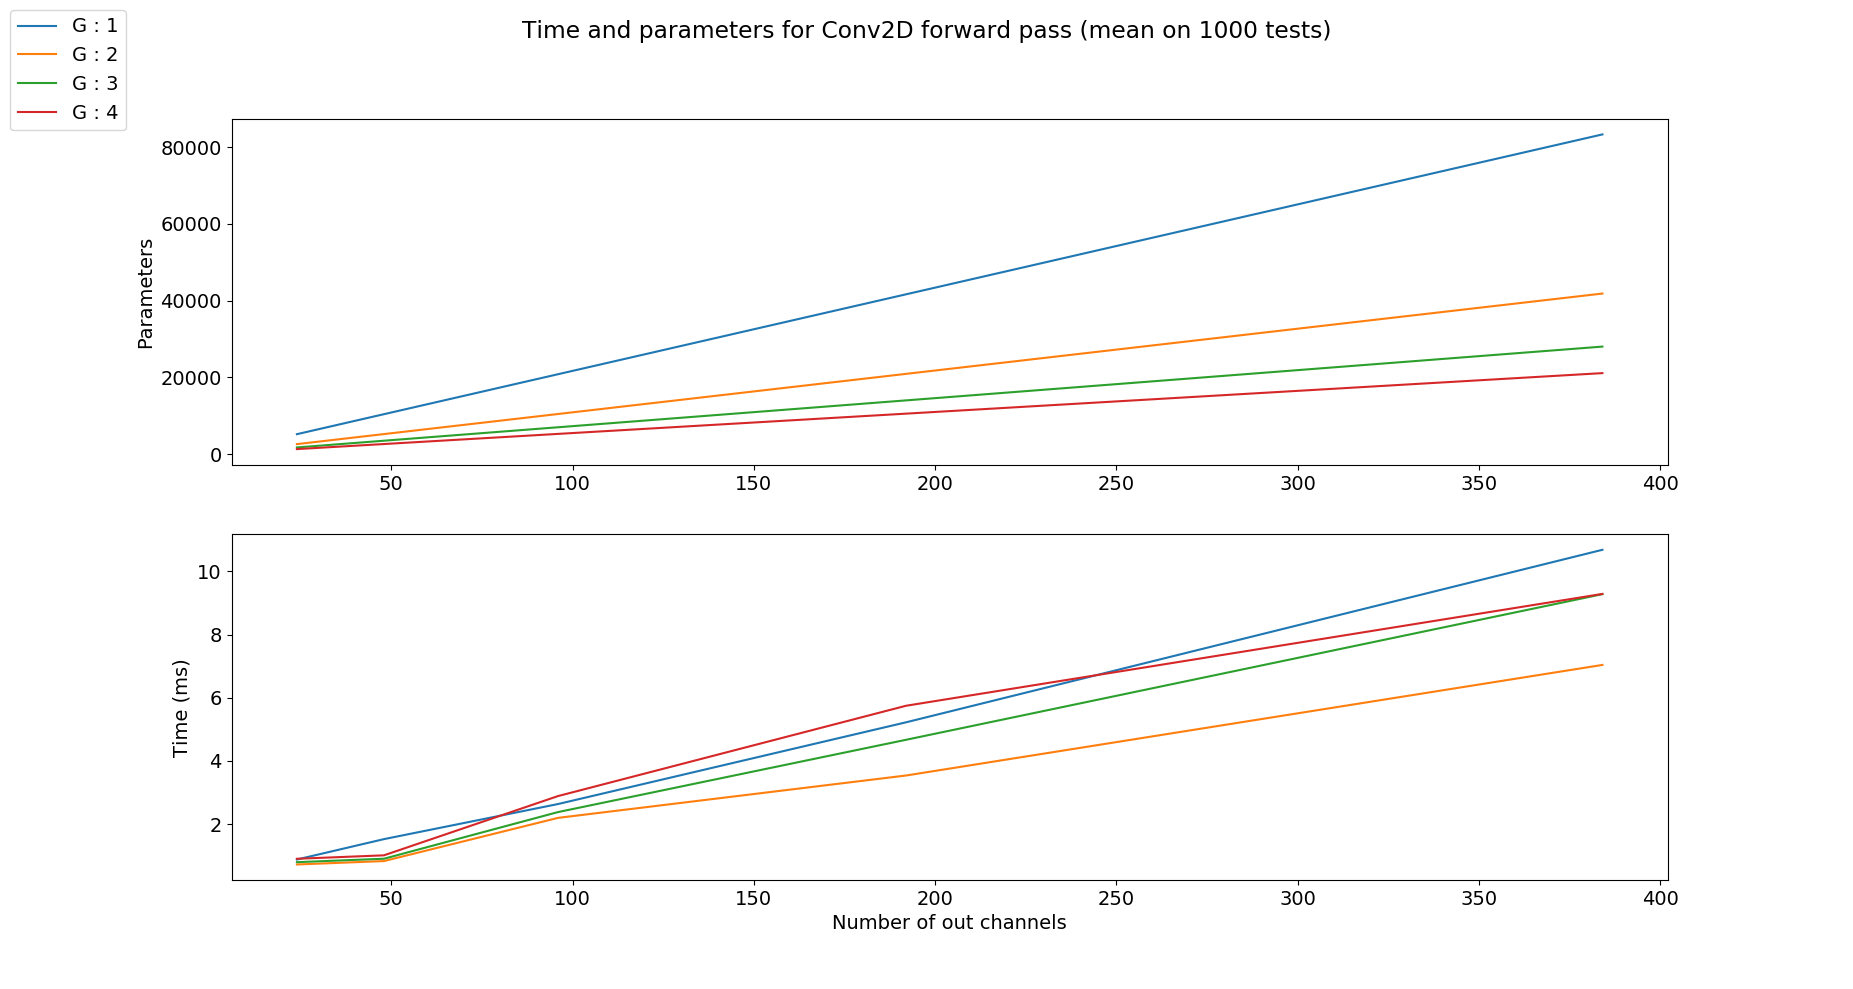 G : 1
G : 2
G : 3
G : 4
Time and parameters for Conv2D forward pass (mean on 1000 tests)
80000
60000
40000
20000
0
Parameters
50 100 150 200 250 300 350 400
10
8
6
4
2
Time (ms)
50 100 150 200 250 300 350 400
Number of out channels